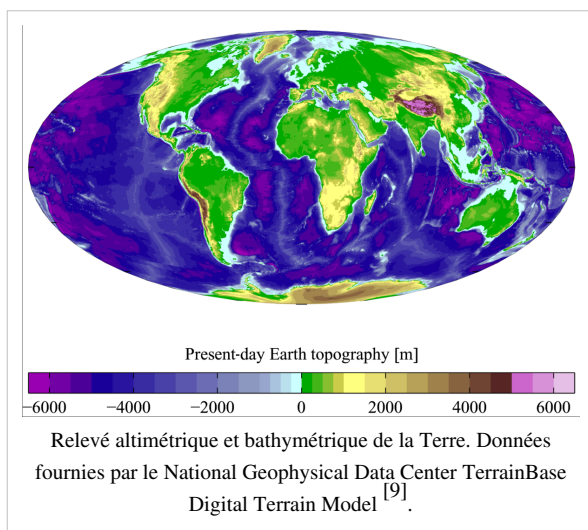 Present-day Earth topography [m]
−6000 −4000 −2000 0 2000 4000 6000
Relevé altimétrique et bathymétrique de la Terre. Données
fournies par le National Geophysical Data Center TerrainBase
Digital Terrain Model [9].